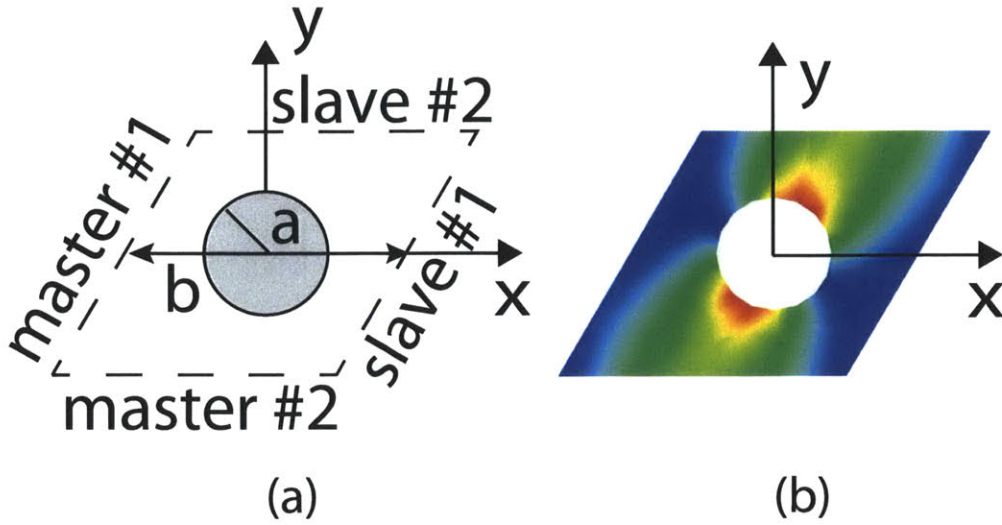 y
slave #2
master #1
a
b
slave #1
x
master #2
(a)
y
x
(b)